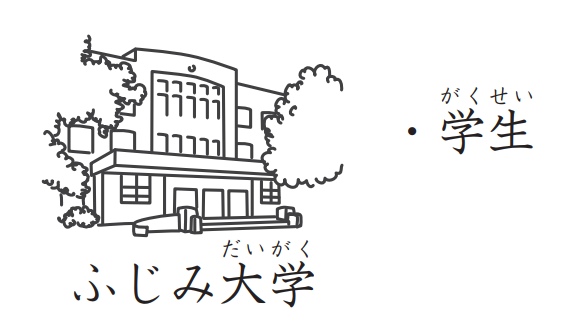 がくせい
・学生
だいがく
ふじみ大学